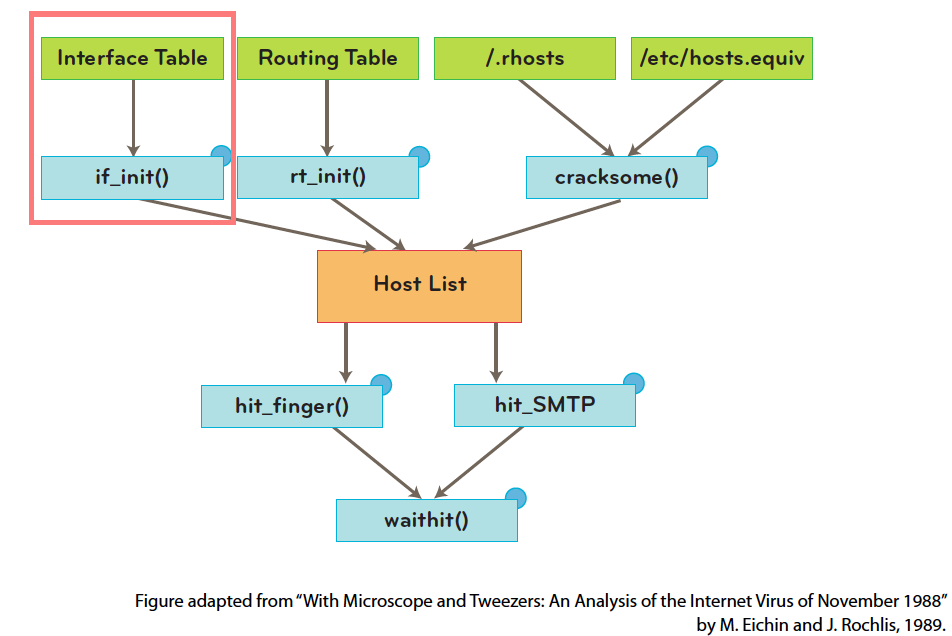 Interface Table
Routing Table
/.rhosts
/etc/hosts.equiv
if_init()
rt_init()
cracksome()
Host List
hit_finger()
hit_SMTP
waithit()
Figure adapted from “With Microscope and Tweezers: An Analysis of the Internet Virus of November 1988”
by M. Eichin and J. Rochlis, 1989.